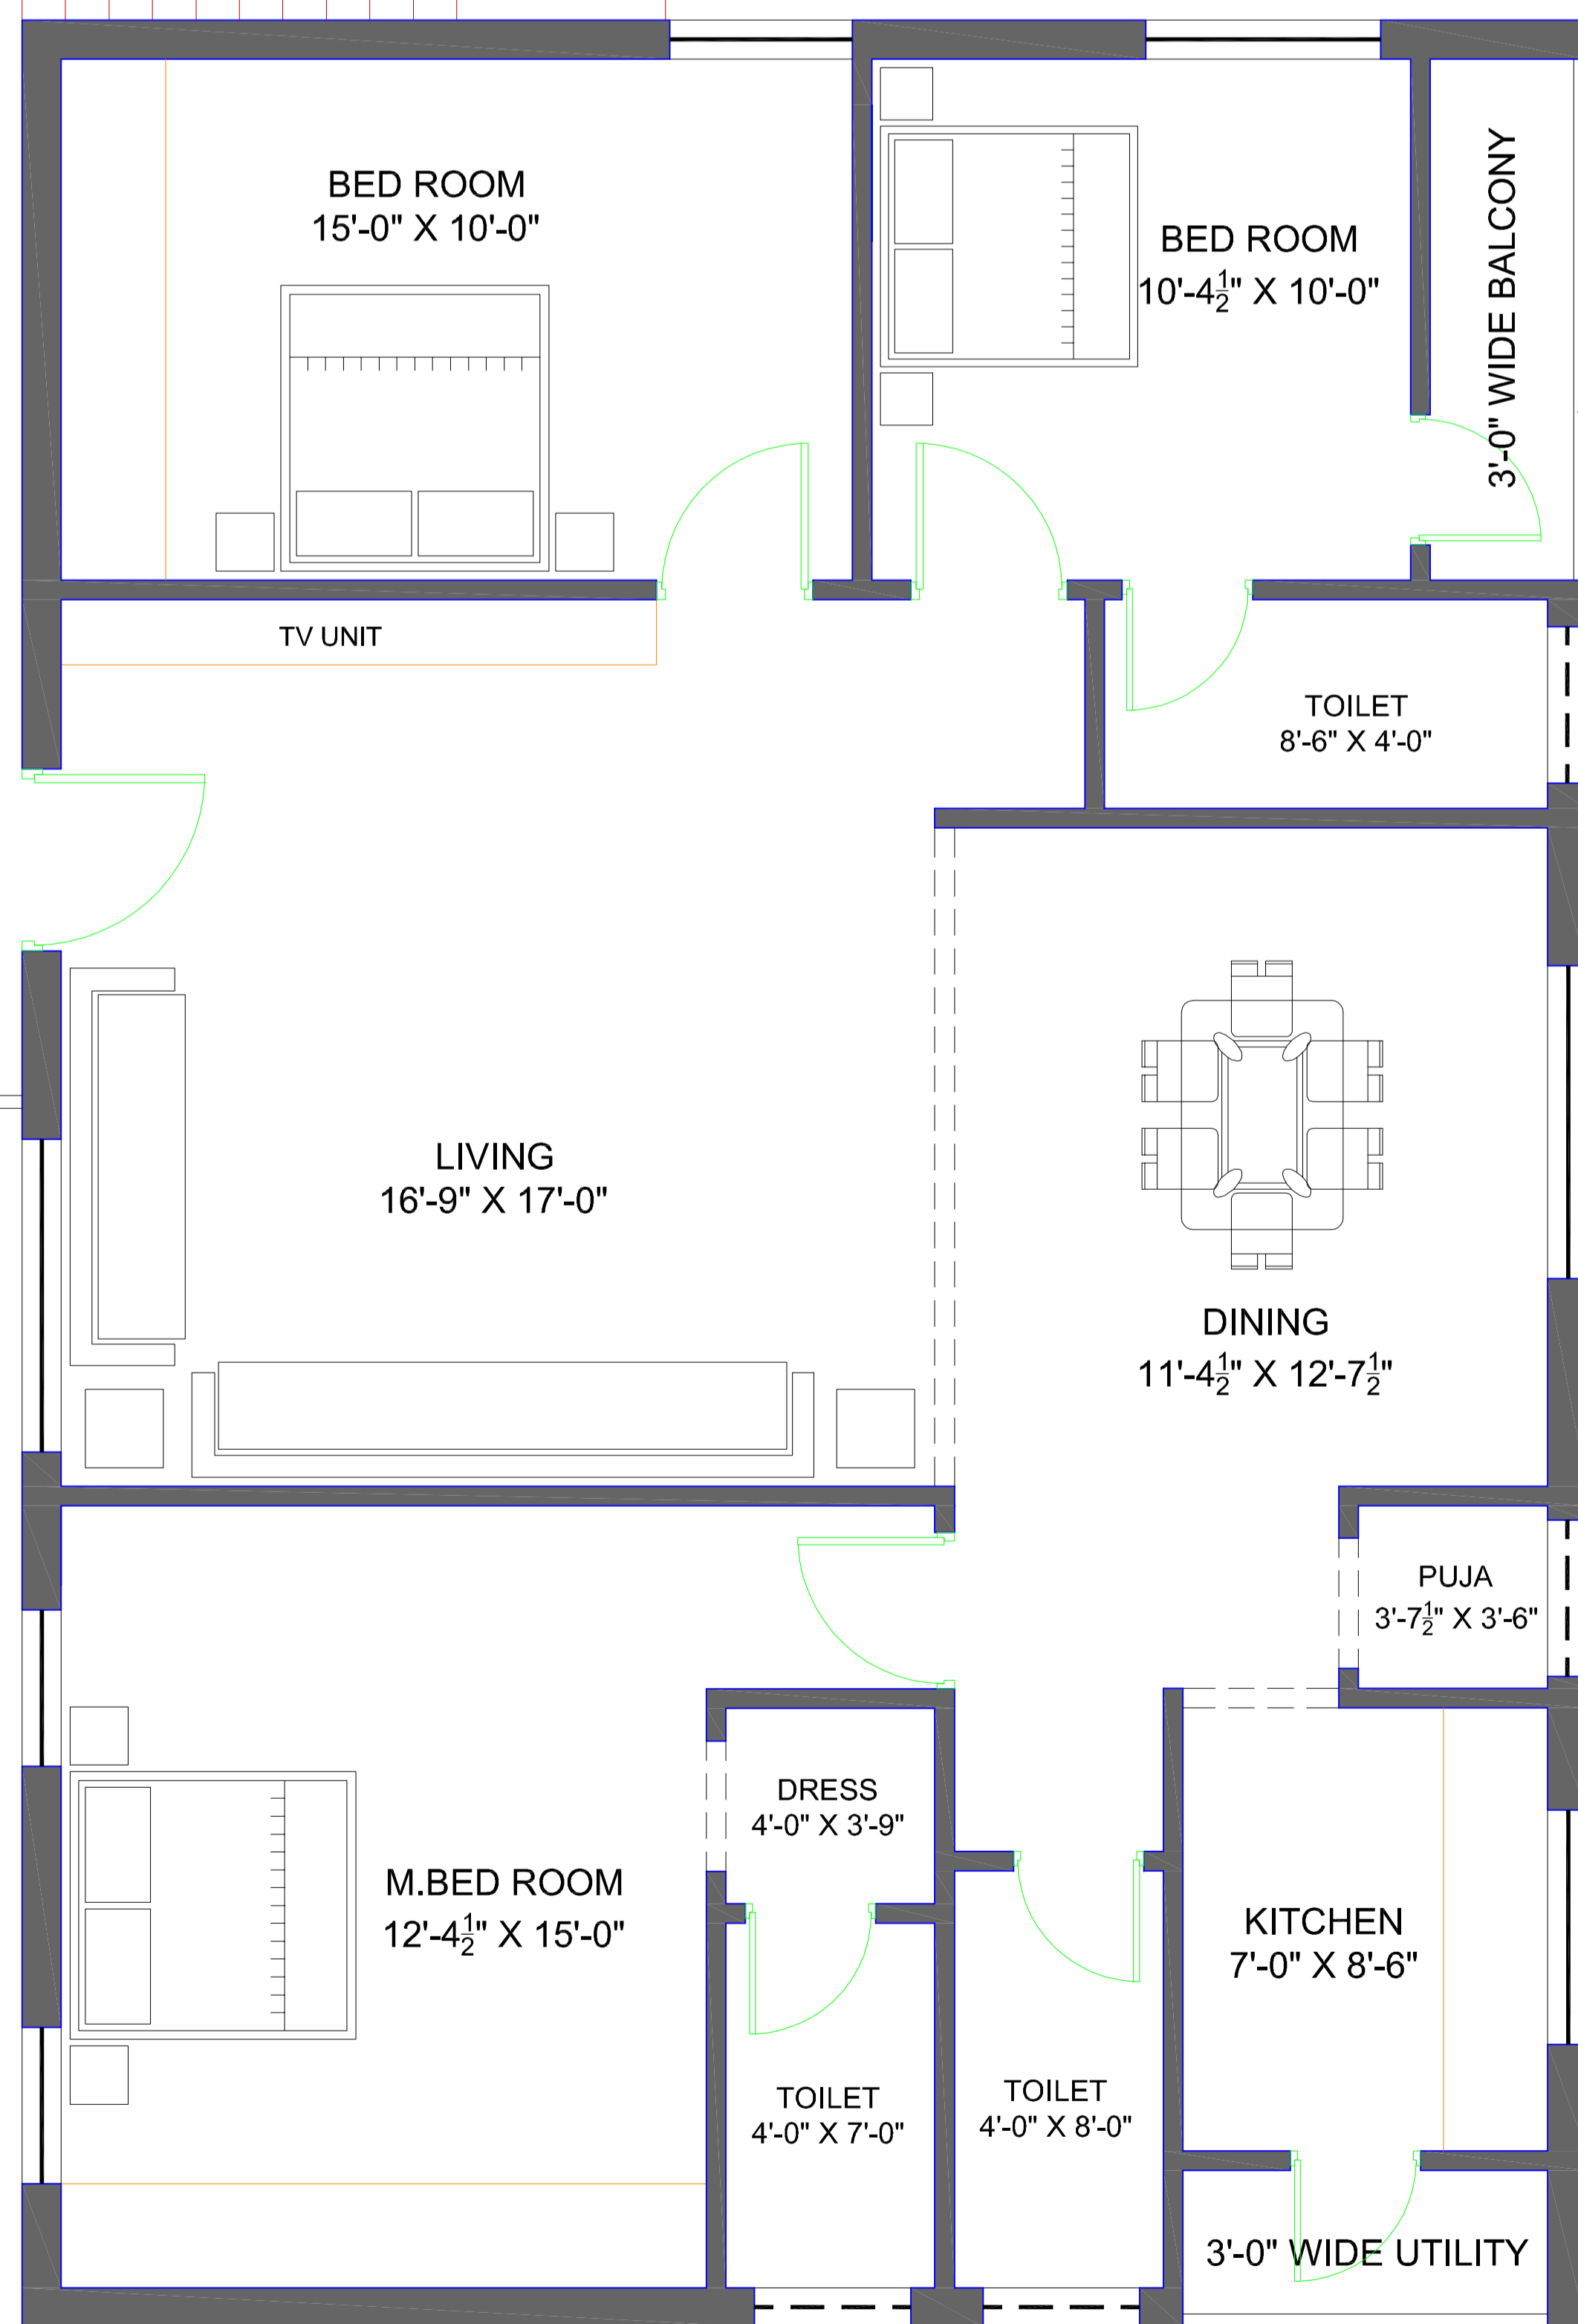 BED ROOM
15'-0" X 10'-0"
BED ROOM
10'-4½" X 10'-0"
3'-0" WIDE BALCONY
TV UNIT
TOILET
8'-6" X 4'-0"
LIVING
16'-9" X 17'-0"
DINING
11'-4½" X 12'-7½"
PUJA
3'-7½" X 3'-6"
DRESS
4'-0" X 3'-9"
M.BED ROOM
12'-4½" X 15'-0"
KITCHEN
7'-0" X 8'-6"
TOILET
4'-0" X 7'-0"
TOILET
4'-0" X 8'-0"
3'-0" WIDE UTILITY